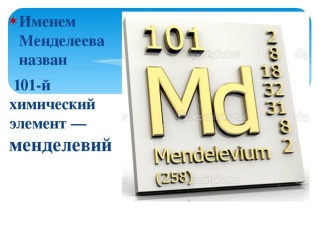 Именем
Менделеева
назван
101-й
химический
элемент —
менделевий
101
Md
Mendelevium
(258)
2
8
18
32
31
8
2